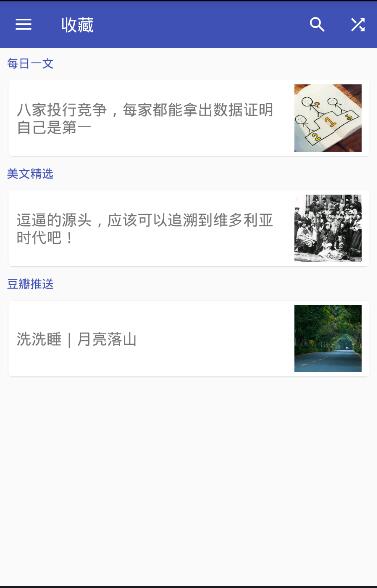 收藏
每日一文
八家投行竞争，每家都能拿出数据证明
自己是第一
美文精选
逗逼的源头，应该可以追溯到维多利亚
时代吧！
豆瓣推送
洗洗睡 | 月亮落山